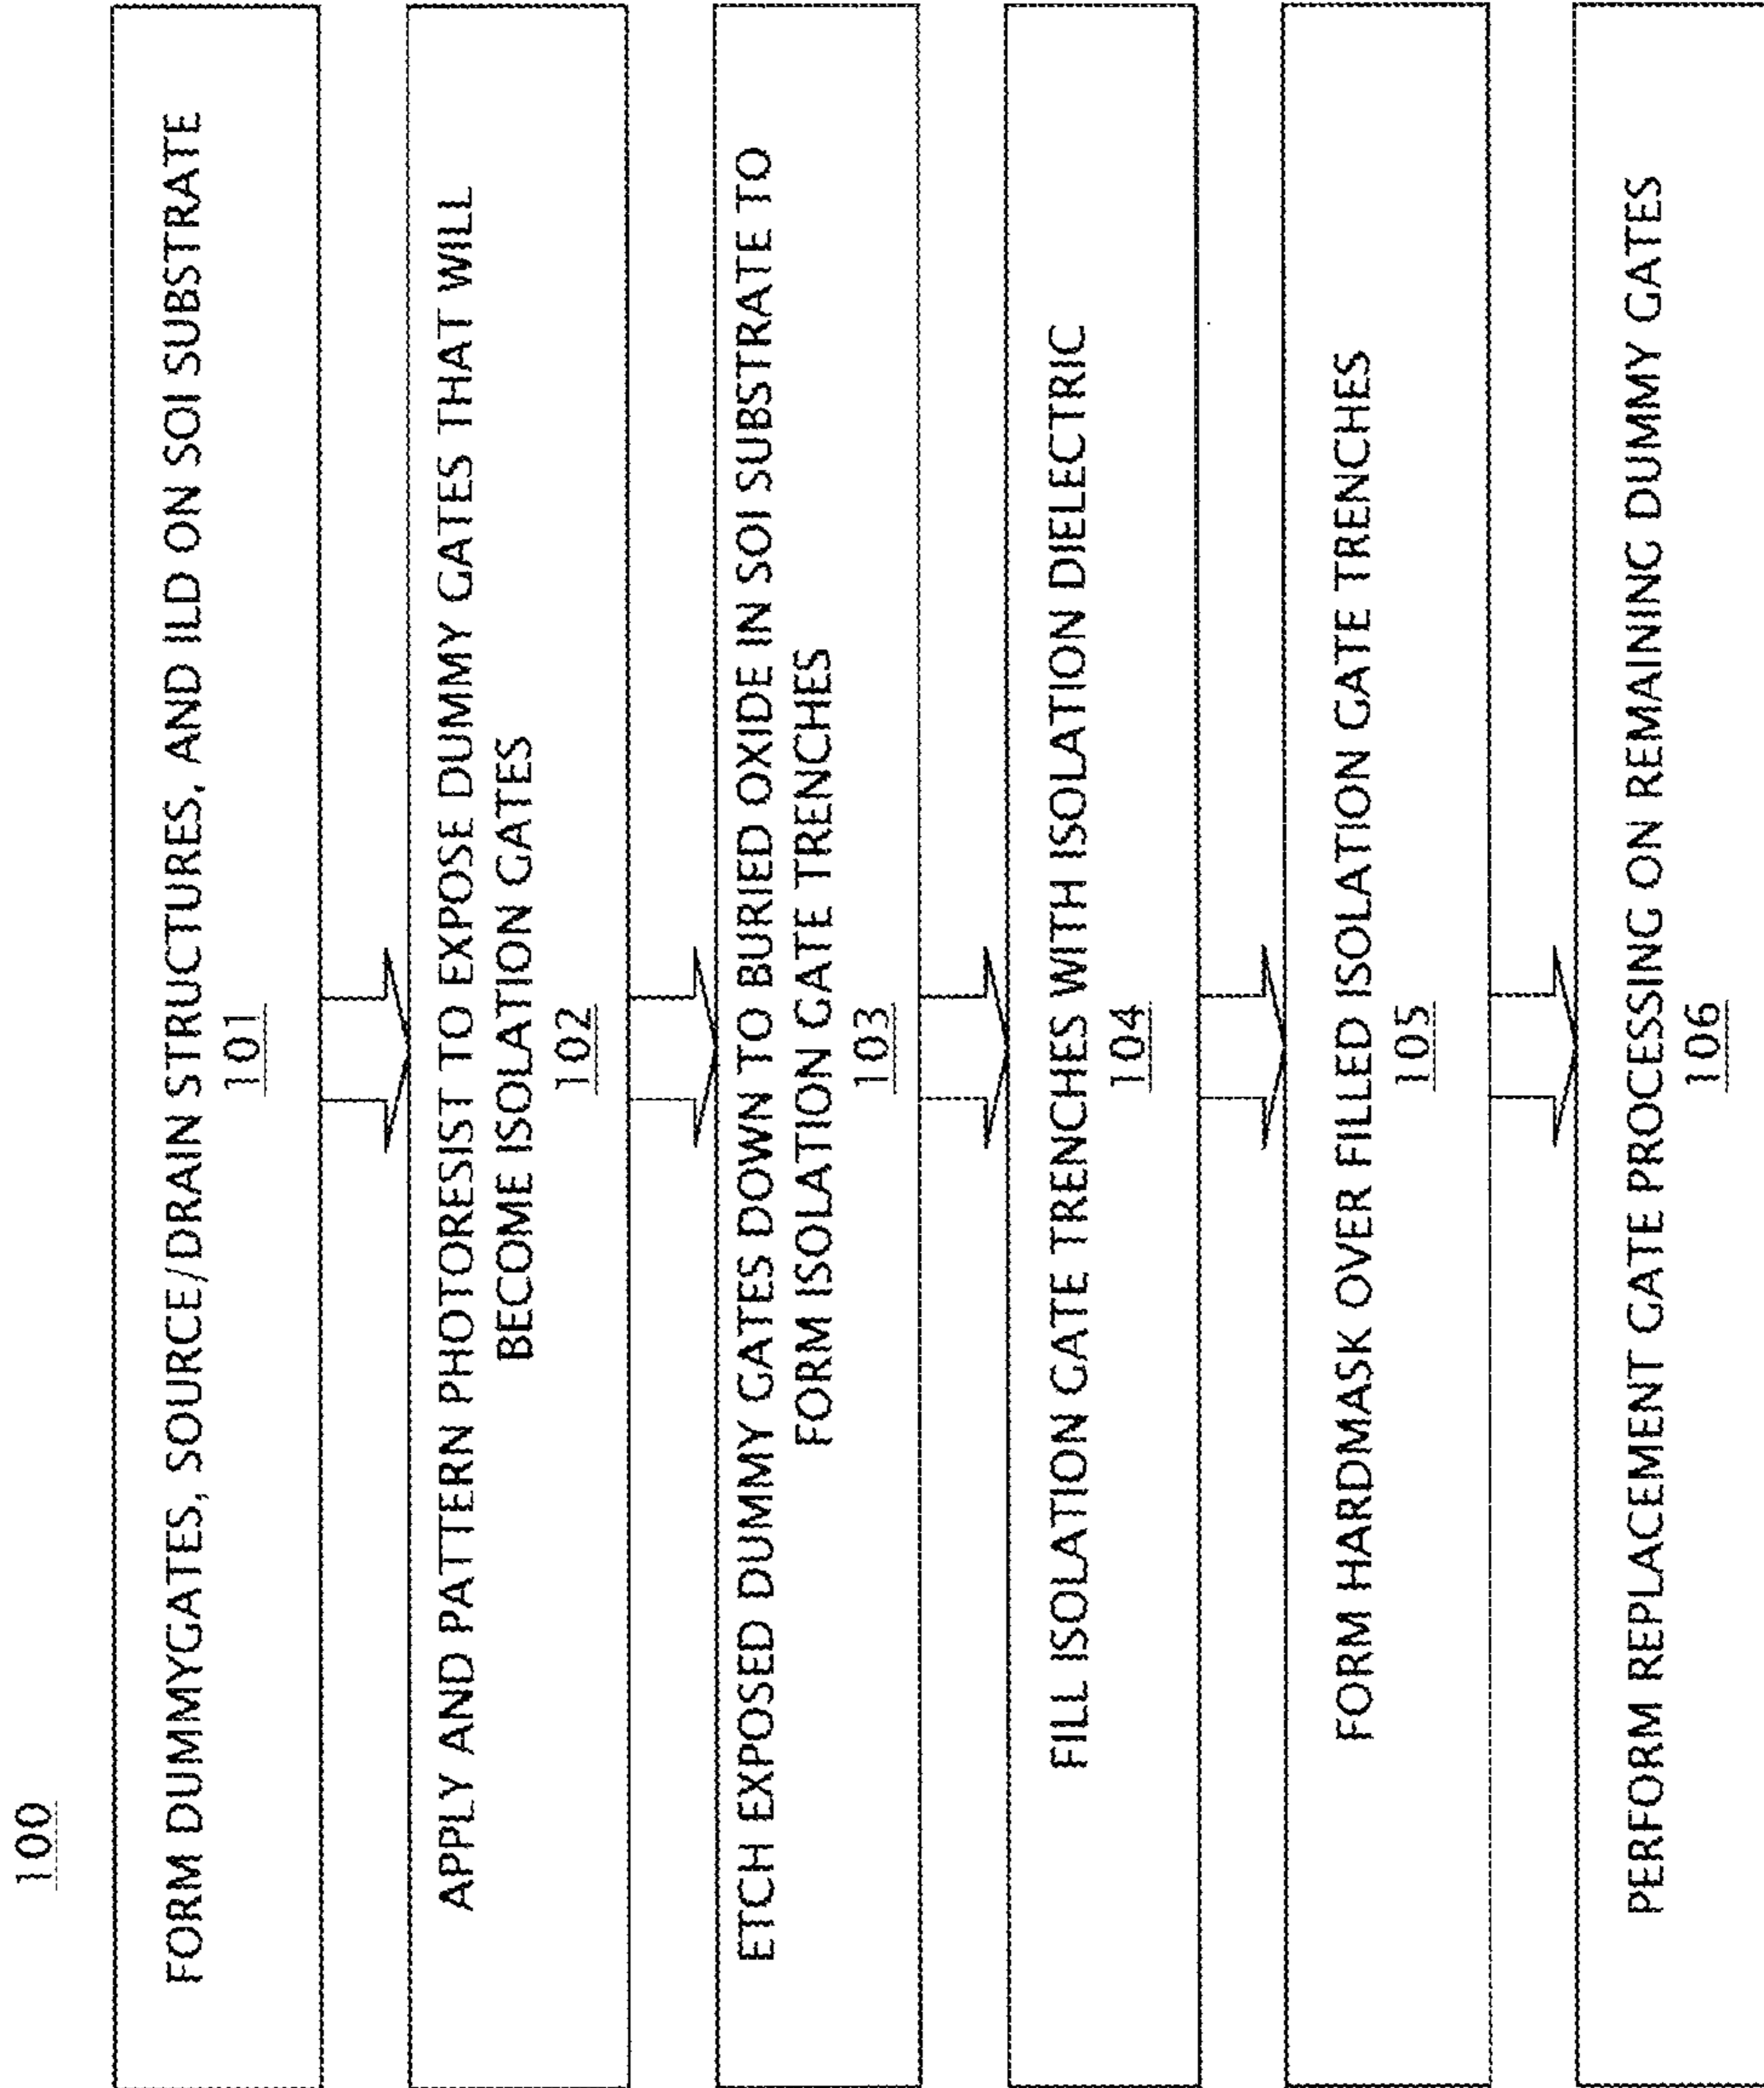 100
FORM DUMMYGATES, SOURCE/DRAIN STRUCTURES, AND ILD ON SOI SUBSTRATE
101
APPLY AND PATTERN PHOTORESIST TO EXPOSE DUMMY GATES THAT WILL
BECOME ISOLATION GATES
102
ETCH EXPOSED DUMMY GATES DOWN TO BURIED OXIDE IN SOI SUBSTRATE TO
FORM ISOLATION GATE TRENCHES
103
FILL ISOLATION GATE TRENCHES WITH ISOLATION DIELECTRIC
104
FORM HARDMASK OVER FILLED ISOLATION GATE TRENCHES
105
PERFORM REPLACEMENT GATE PROCESSING ON REMAINING DUMMY GATES
106